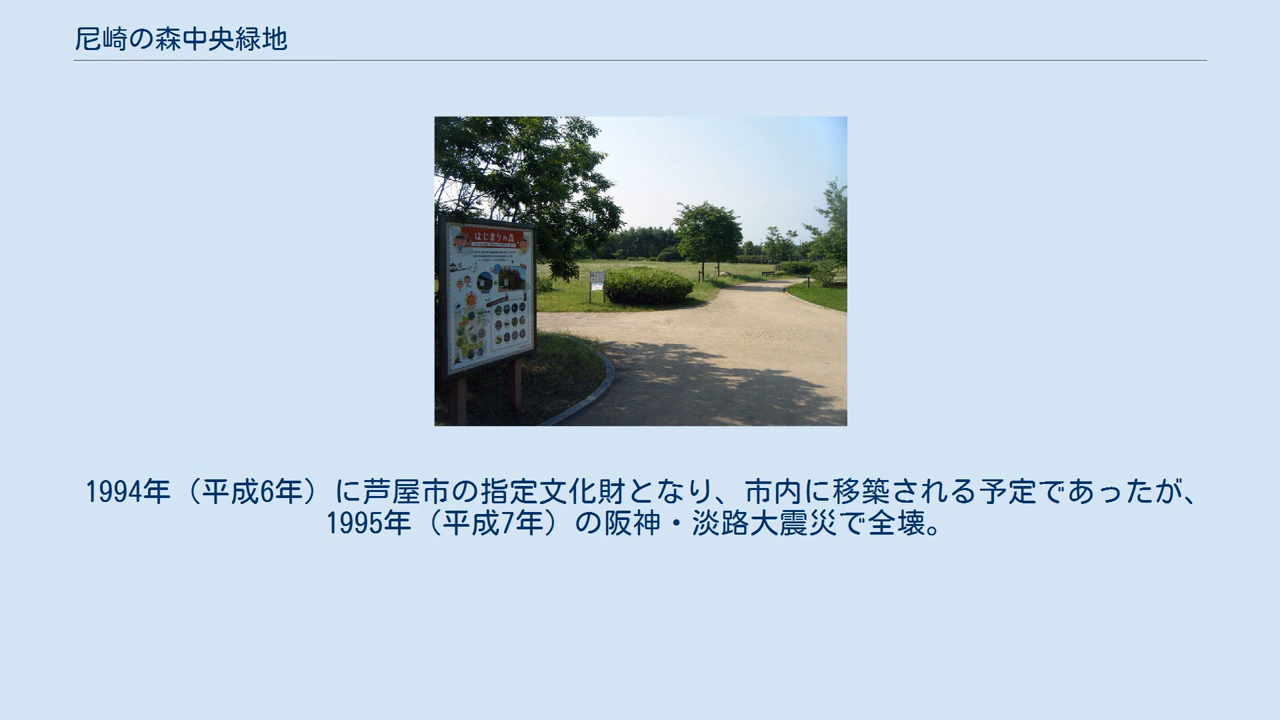 尼崎の森中央緑地
はじまりの森
1994年（平成6年）に芦屋市の指定文化財となり、市内に移築される予定であったが、
1995年（平成7年）の阪神・淡路大震災で全壊。